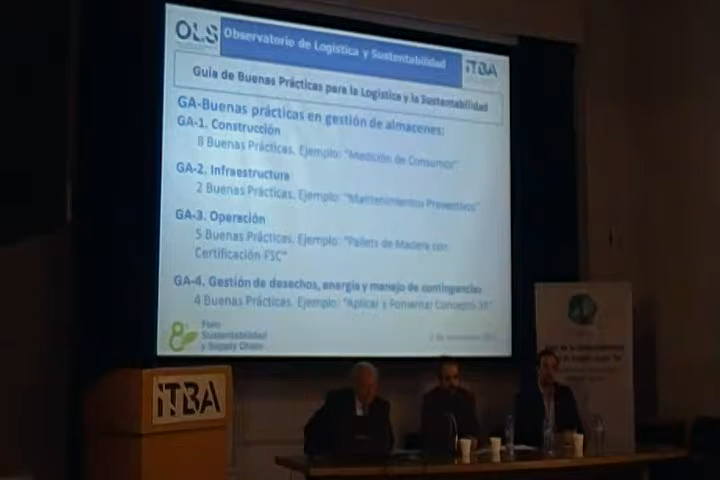 OLS Observatorio de Logística y Sustentabilidad iTBA
Guía de Buenas Prácticas para la Logística y la Sustentabilidad
GA-Buenas prácticas en gestión de almacenes:
GA-1. Construcción
8 Buenas Prácticas. Ejemplo: "Medición de Consumos"
GA-2. Infraestructura
2 Buenas Prácticas. Ejemplo: "Mantenimientos Preventivos"
GA-3. Operación
5 Buenas Prácticas. Ejemplo: "Pallets de Madera con
Certificación FSC"
GA-4. Gestión de desechos, energía y manejo de contingencias
4 Buenas Prácticas. Ejemplo: "Aplicar y Fomentar Concepto 3R"
8º Foro
Sustentabilidad
y Supply Chain
iTBA